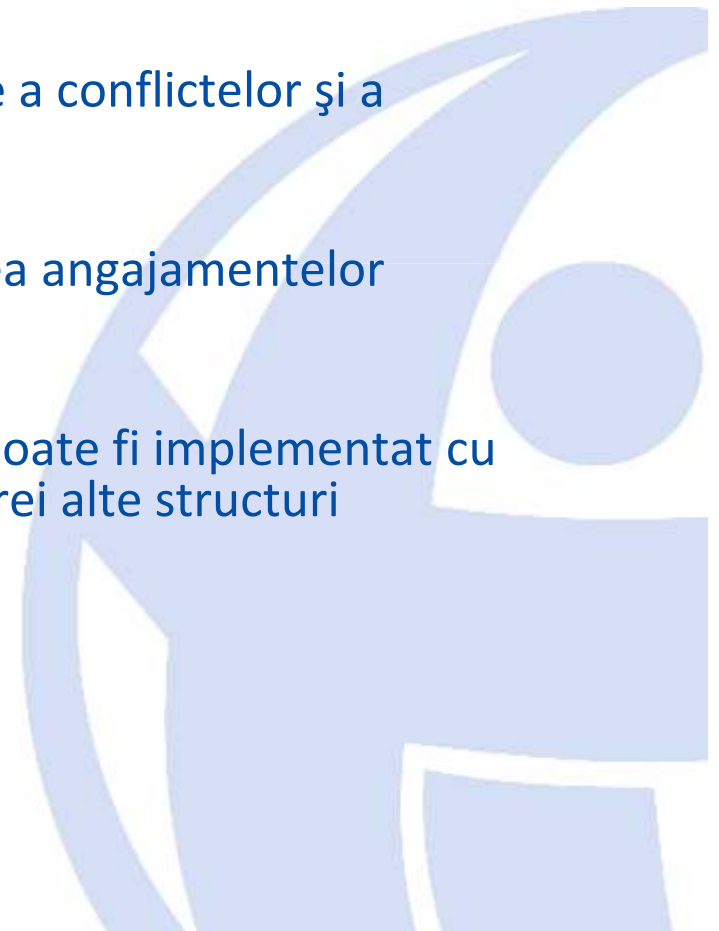 e a conflictelor şi a
a angajamentelor
oate fi implementat cu
rei alte structuri